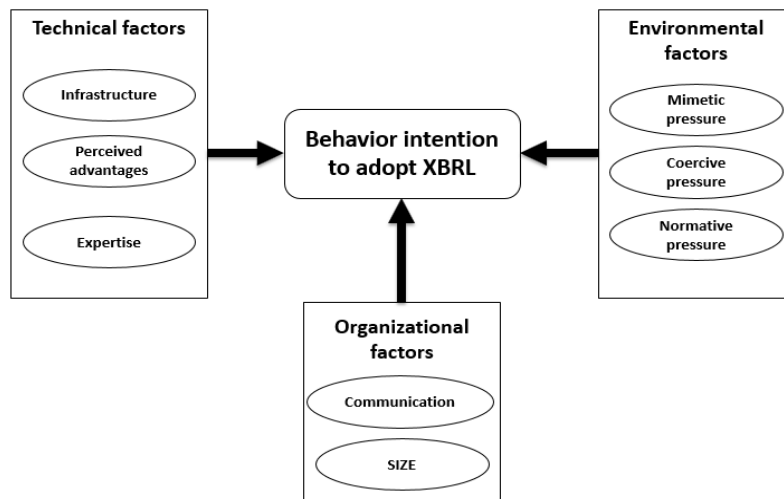 Technical factors
Infrastructure
Perceived
advantages
Expertise
Behavior intention
to adopt XBRL
Environmental
factors
Mimetic
pressure
Coercive
pressure
Normative
pressure
Organizational
factors
Communication
SIZE